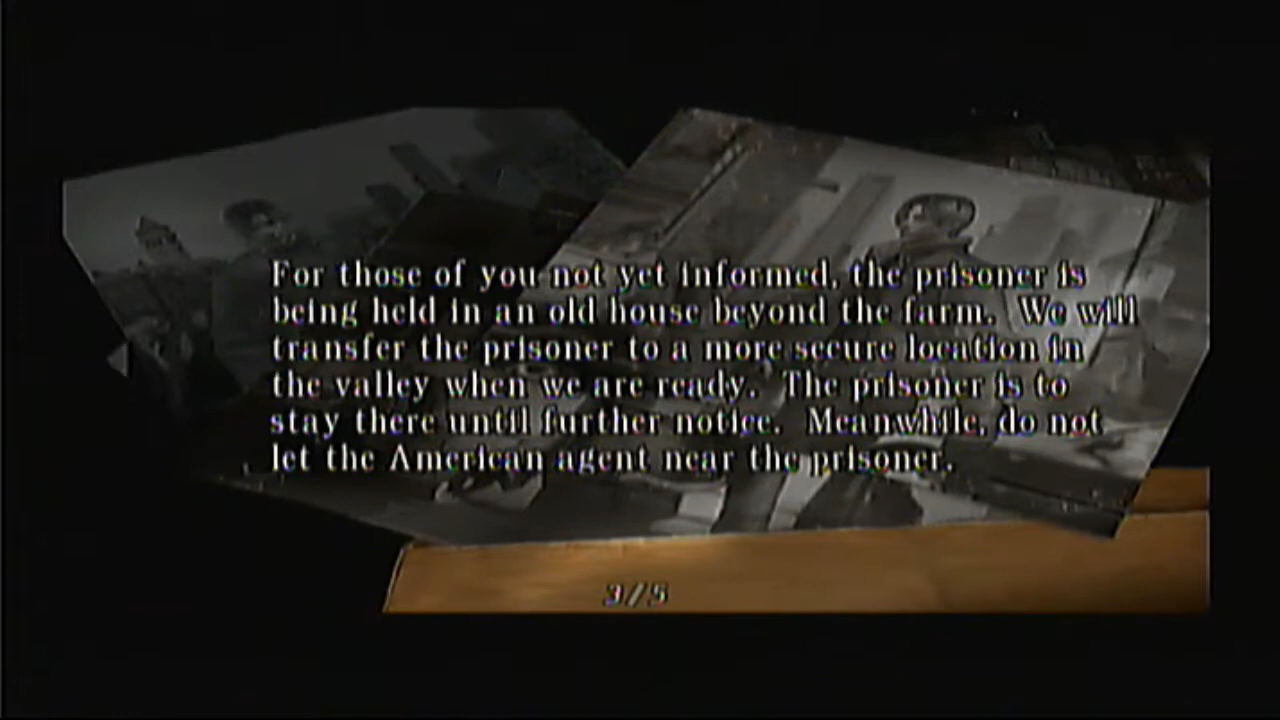 For those of you not yet informed, the prisoner is
being held in an old house beyond the farm. We will
transfer the prisoner to a more secure location in
the valley when we are ready. The prisoner is to
stay there until further notice. Meanwhile, do not
let the American agent near the prisoner.
3/5